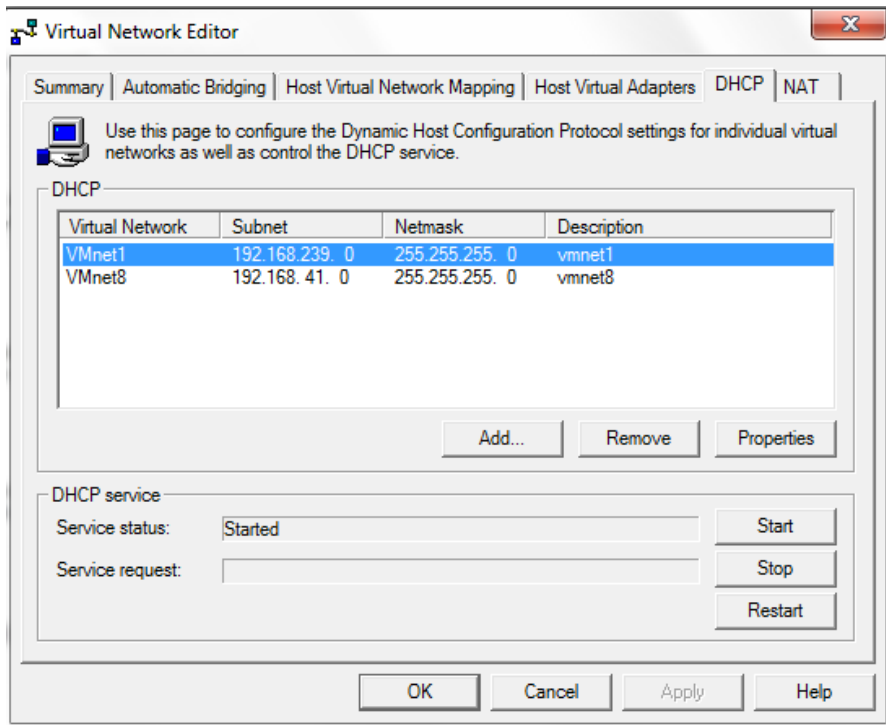 Virtual Network Editor
Summary Automatic Bridging Host Virtual Network Mapping Host Virtual Adapters DHCP NAT
Use this page to configure the Dynamic Host Configuration Protocol settings for individual virtual
networks as well as control the DHCP service.
DHCP
Virtual Network Subnet Netmask Description
VMnet1 192.168.239. 0 255.255.255. 0 vmnet1
VMnet8 192.168. 41. 0 255.255.255. 0 vmnet8
Add... Remove Properties
DHCP service
Service status: Started Start
Service request: Stop
Restart
OK Cancel Apply Help